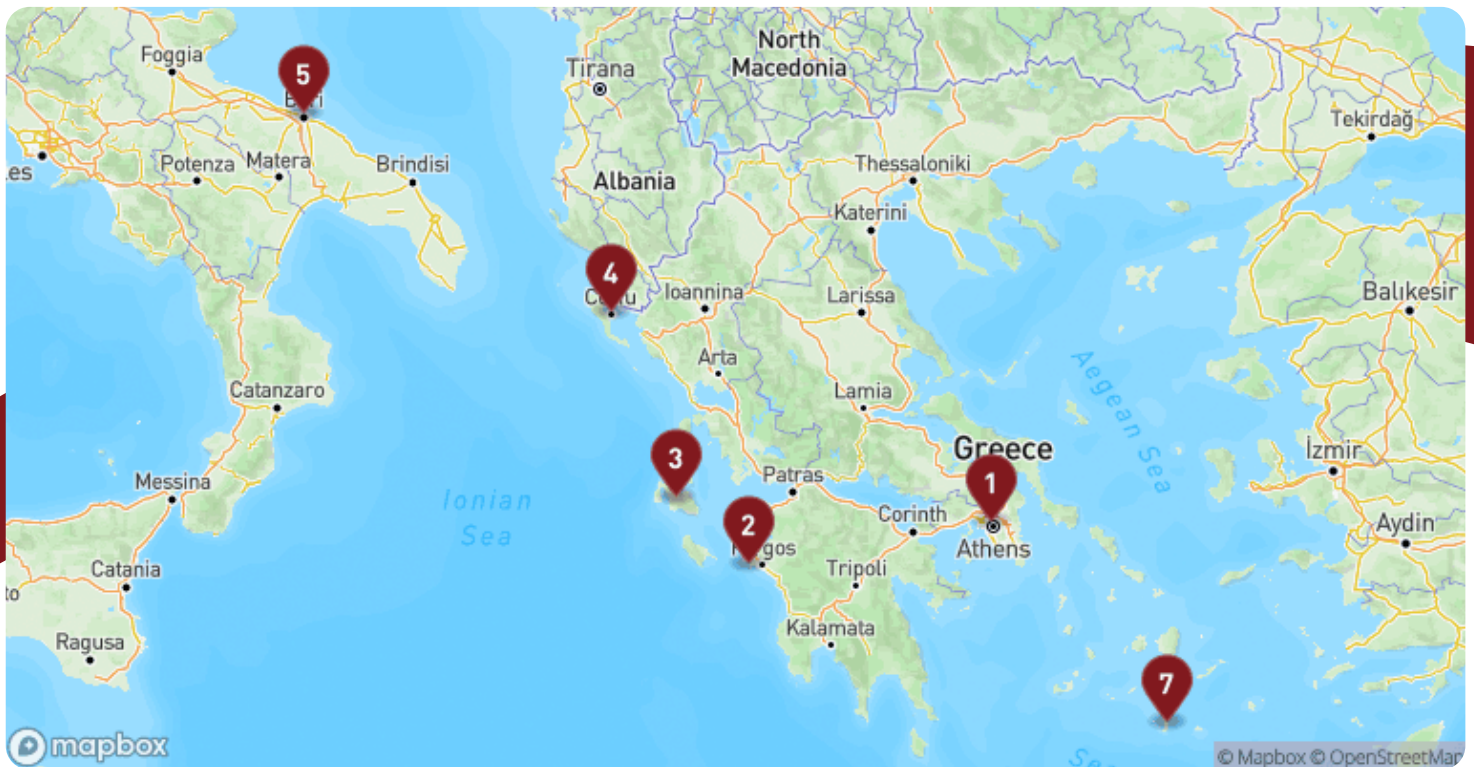 North
Macedonia
Foggia
Tirana
5
Tekirdağ
Potenza
Matera
Brindisi
Thessaloniki
Albania
Katerini
4
Ioannina
Larissa
Balıkesir
Arta
Catanzaro
Lamia
Aegean Sea
Greece
İzmir
3
Patras
1
Messina
Ionian
Sea
2
Corinth
Aydin
Athens
Catania
Tripoli
Kalamata
Ragusa
7
mapbox
© Mapbox © OpenStreetMap